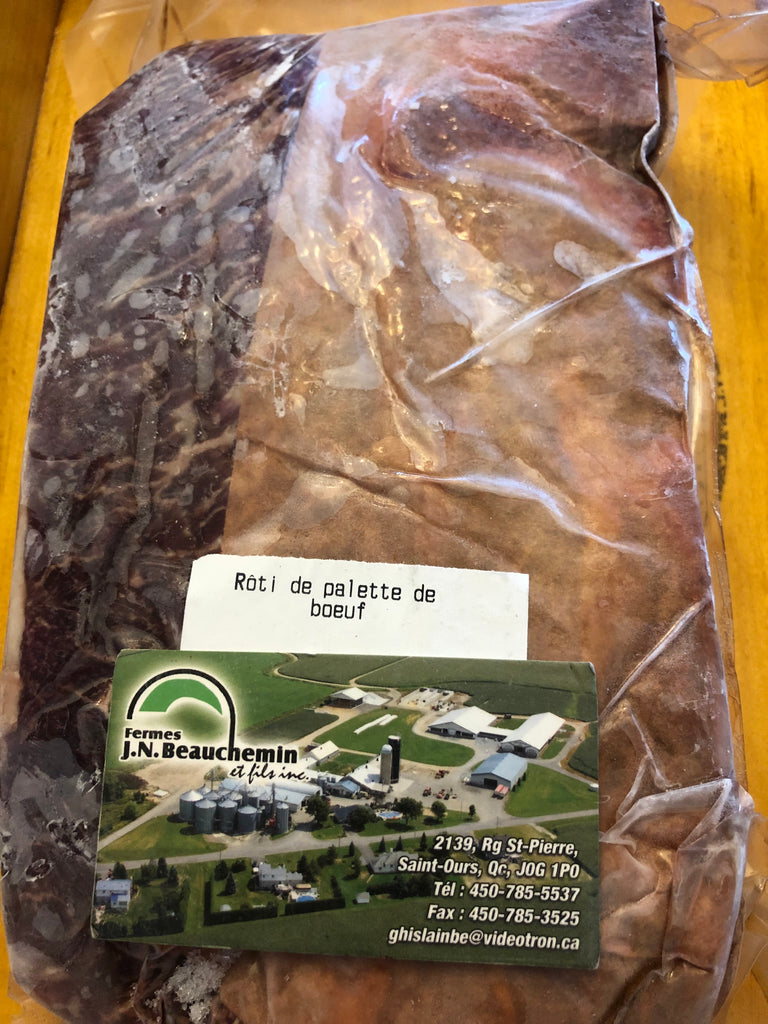 Rôti de palette de
boeuf
Fermes
J.N.Beauchemin
et fils inc.
2139, Rg St-Pierre,
Saint-Ours, Qc, J0G 1P0
Tél : 450-785-5537
Fax : 450-785-3525
ghislainbe@videotron.ca